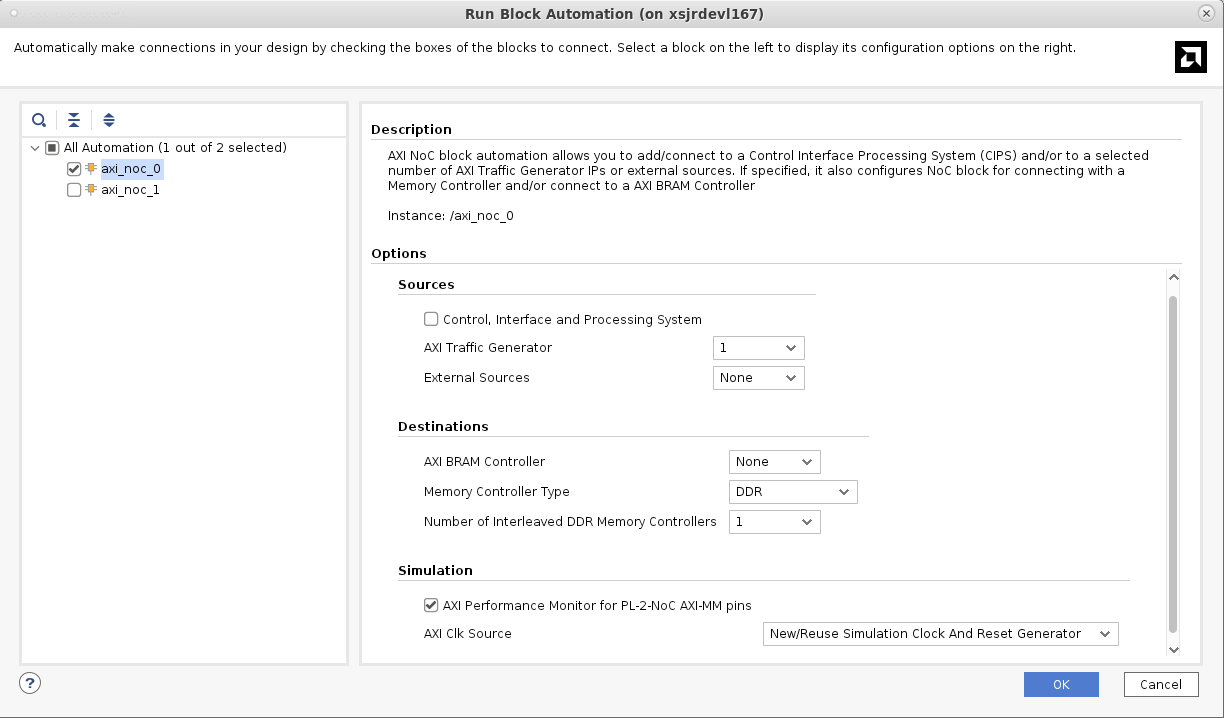 Run Block Automation (on xsjrdevl167)
Automatically make connections in your design by checking the boxes of the blocks to connect. Select a block on the left to display its configuration options on the right.
All Automation (1 out of 2 selected)
axi_noc_0
axi_noc_1
Description
AXI NoC block automation allows you to add/connect to a Control Interface Processing System (CIPS) and/or to a selected
number of AXI Traffic Generator IPs or external sources. If specified, it also configures NoC block for connecting with a
Memory Controller and/or connect to a AXI BRAM Controller
Instance: /axi_noc_0
Options
Sources
Control, Interface and Processing System
AXI Traffic Generator 1
External Sources None
Destinations
AXI BRAM Controller None
Memory Controller Type DDR
Number of Interleaved DDR Memory Controllers 1
Simulation
AXI Performance Monitor for PL-2-NoC AXI-MM pins
AXI Clk Source New/Reuse Simulation Clock And Reset Generator
? OK Cancel